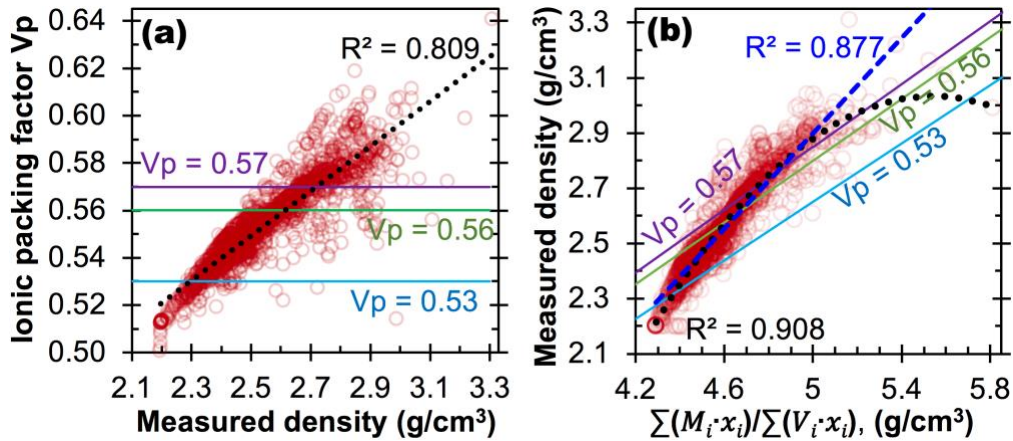 (a)
Ionic packing factor Vp
0.64
0.62
0.60
0.58
0.56
0.54
0.52
0.50
R² = 0.809
Vp = 0.57
Vp = 0.56
Vp = 0.53
2.1 2.3 2.5 2.7 2.9 3.1 3.3
Measured density (g/cm³)
(b)
Measured density (g/cm³)
3.3
3.1
2.9
2.7
2.5
2.3
2.1
R² = 0.877
Vp = 0.57
Vp = 0.56
Vp = 0.53
R² = 0.908
4.2 4.6 5 5.4 5.8
∑(Mᵢ·xᵢ)/∑(Vᵢ·xᵢ), (g/cm³)